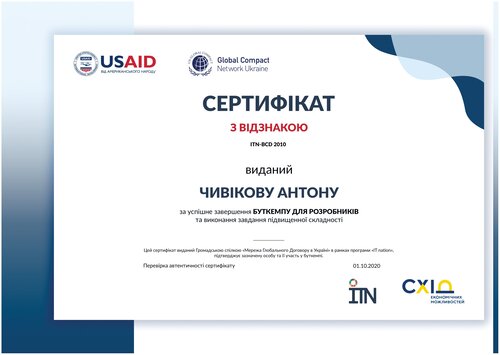 USAID
ВІД АМЕРИКАНСЬКОГО НАРОДУ
Global Compact
Network Ukraine
СЕРТИФІКАТ
З ВІДЗНАКОЮ
ITN-BCD 2010
виданий
ЧИВІКОВУ АНТОНУ
за успішне завершення БУТКЕМПУ ДЛЯ РОЗРОБНИКІВ
та виконання завдання підвищенної складності
Цей сертифікат виданий Громадською спілкою «Мережа Глобального Договору в Україні» в рамках програми «IT nation»,
підтверджує зазначену особу та її участь у буткемпі.
Перевірка автентичності сертифікату 01.10.2020
ITN
СХІД
ЕКОНОМІЧНИХ
МОЖЛИВОСТЕЙ